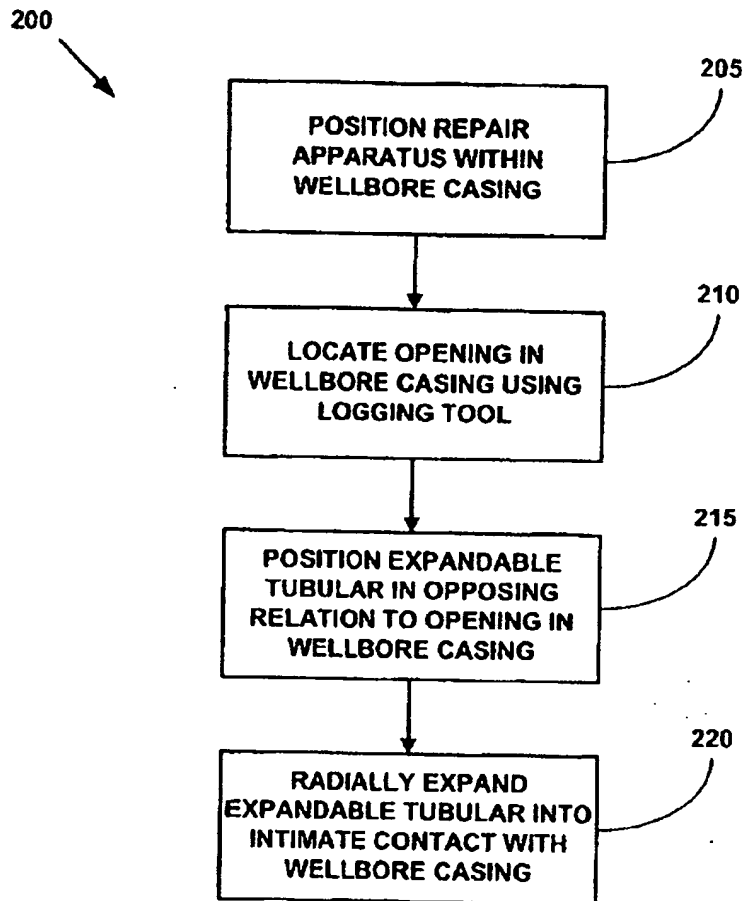 200
205
POSITION REPAIR
APPARATUS WITHIN
WELLBORE CASING
210
LOCATE OPENING IN
WELLBORE CASING USING
LOGGING TOOL
215
POSITION EXPANDABLE
TUBULAR IN OPPOSING
RELATION TO OPENING IN
WELLBORE CASING
220
RADIALLY EXPAND
EXPANDABLE TUBULAR INTO
INTIMATE CONTACT WITH
WELLBORE CASING